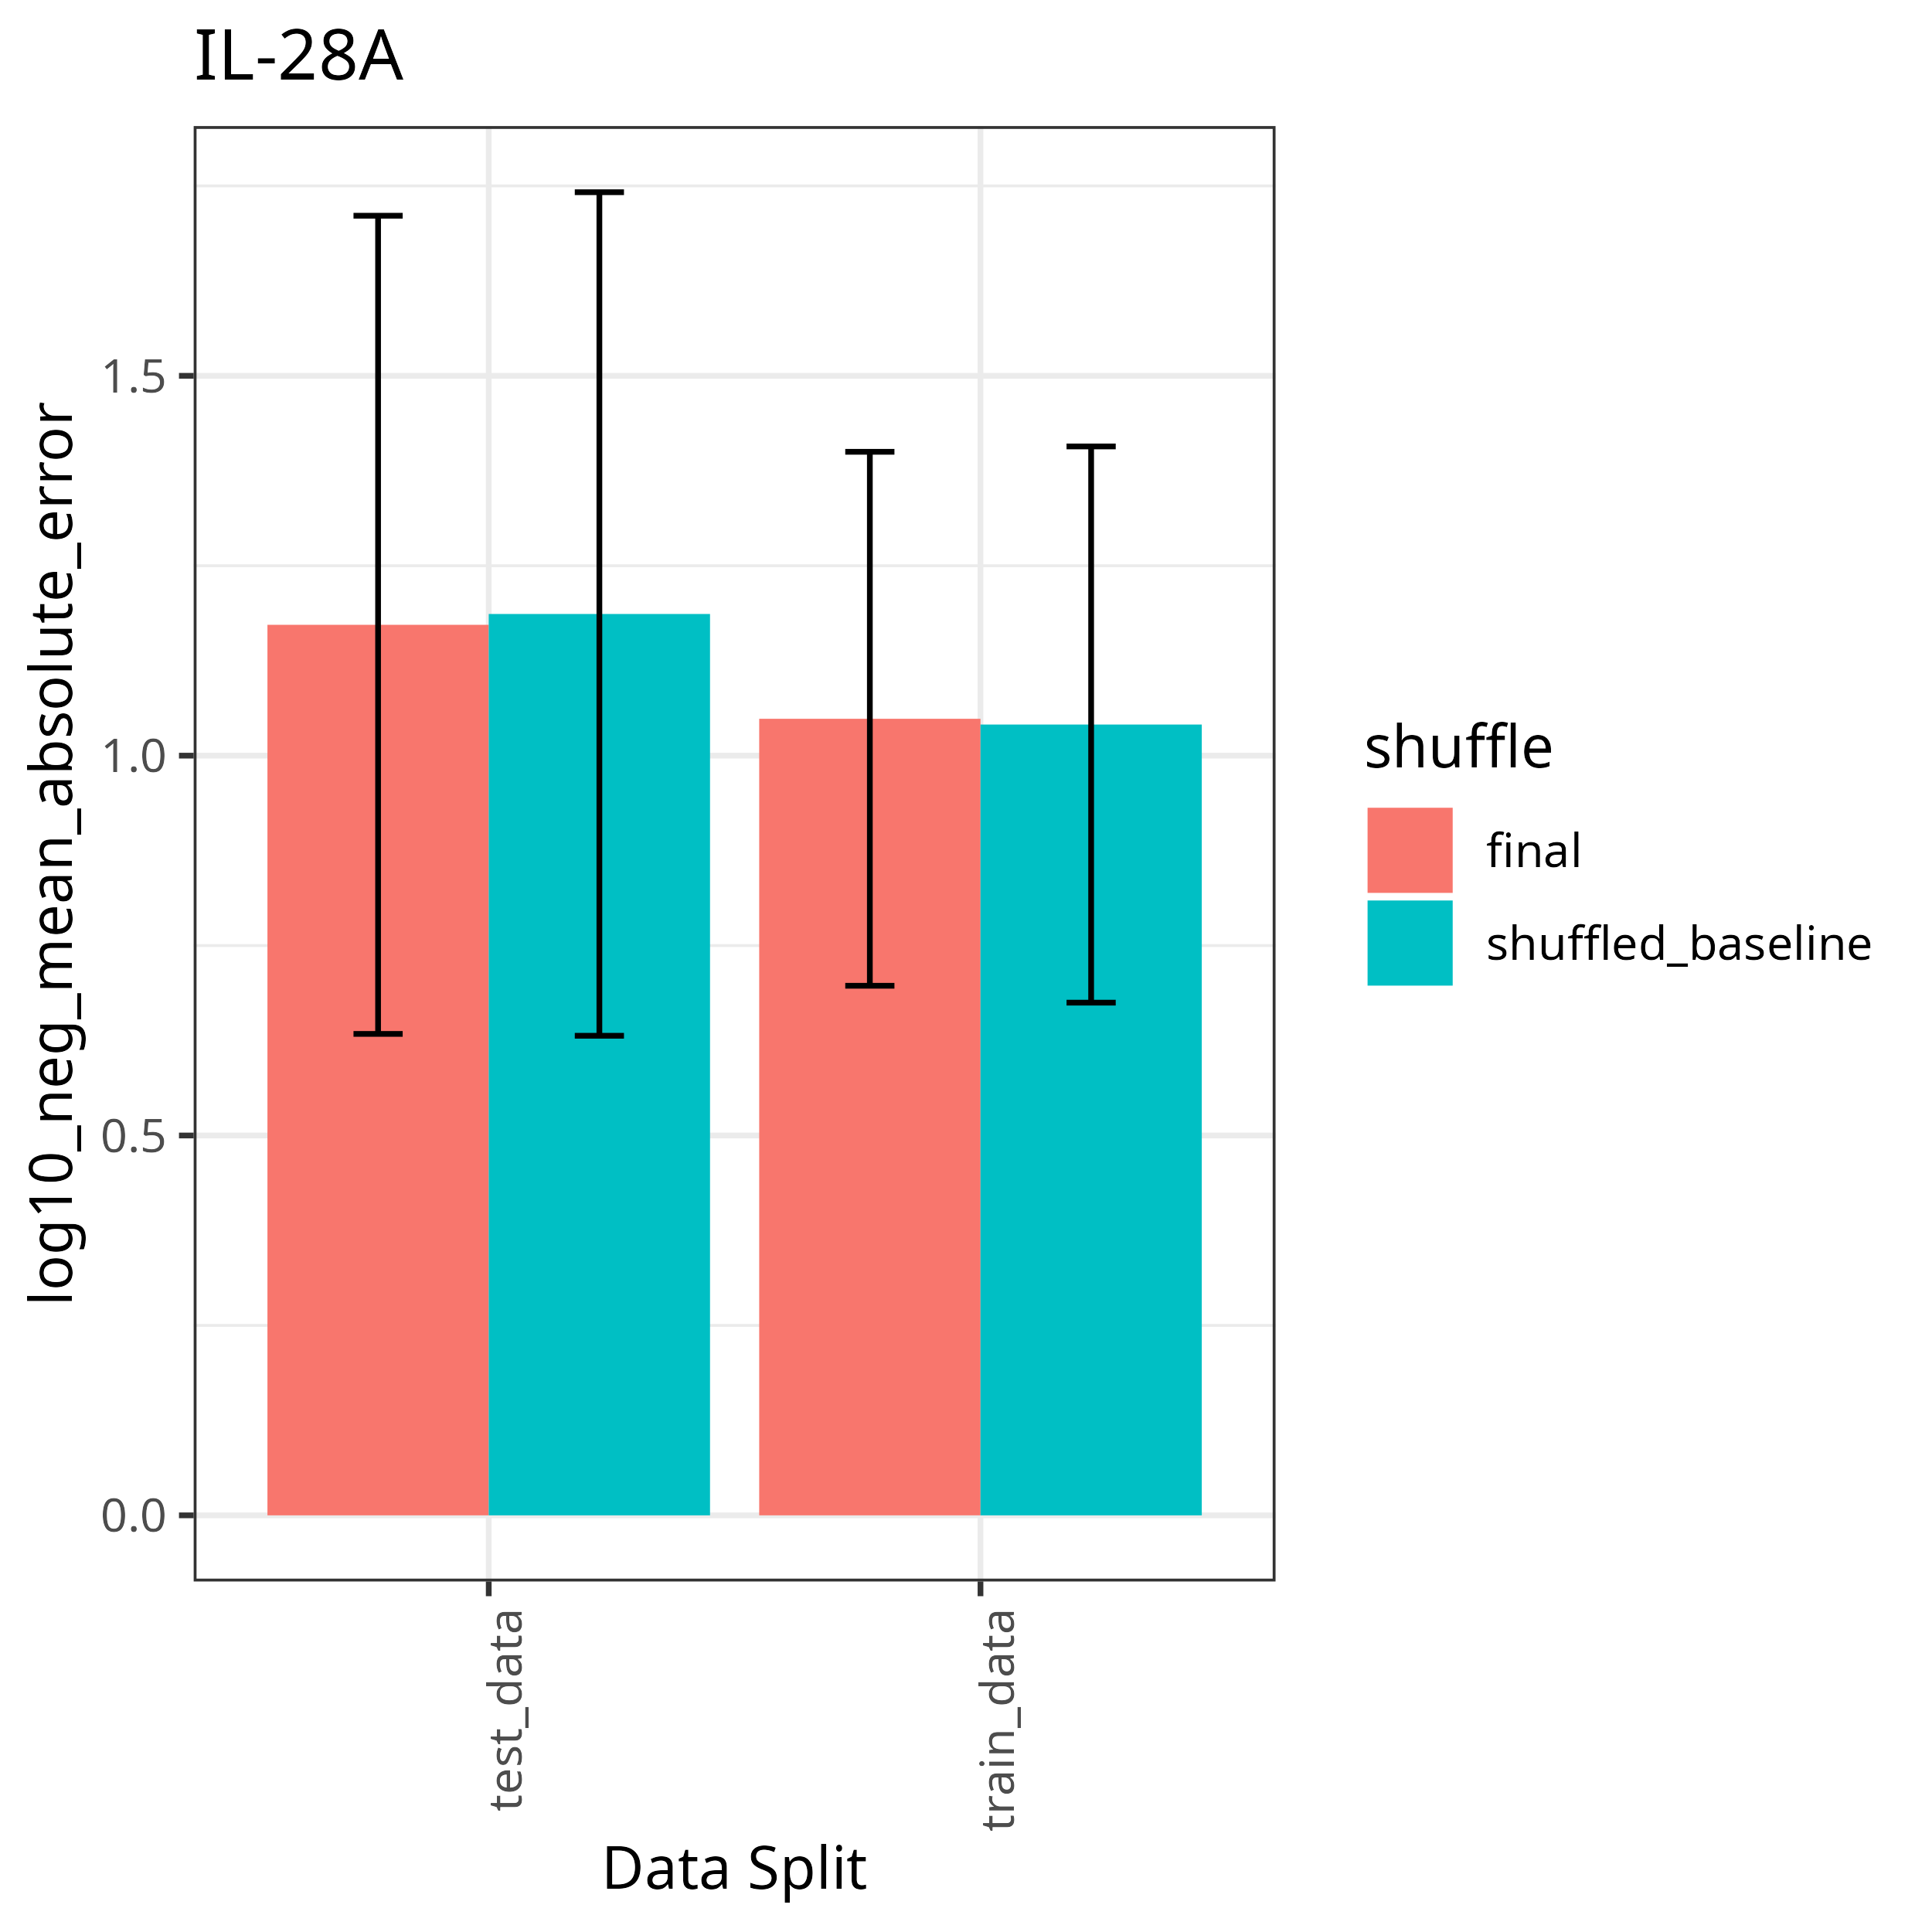 IL-28A
log10_neg_mean_absolute_error
1.5
1.0
0.5
0.0
test_data
train_data
Data Split
shuffle
final
shuffled_baseline